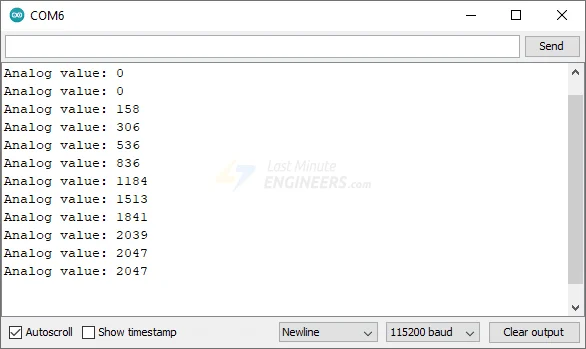 COM6
Send
Analog value: 0
Analog value: 0
Analog value: 158
Analog value: 306
Analog value: 536
Analog value: 836
Analog value: 1184
Analog value: 1513
Analog value: 1841
Analog value: 2039
Analog value: 2047
Analog value: 2047
Last Minute
ENGINEERS.com
Autoscroll Show timestamp Newline 115200 baud Clear output